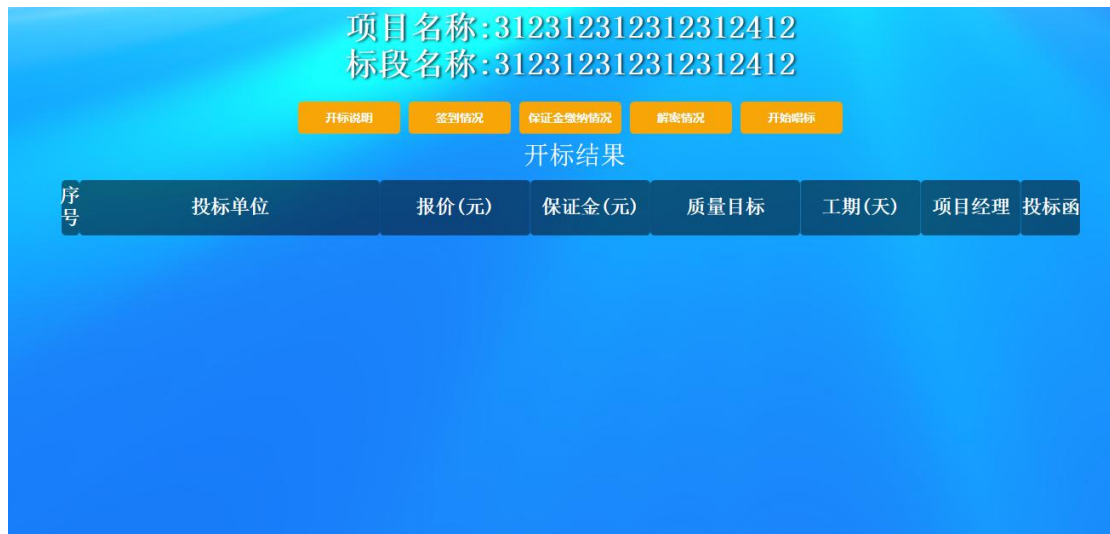 项目名称:312312312312312412
标段名称:312312312312312412
开标说明 签到情况 保证金缴纳情况 解密情况 开始唱标
开标结果
序号 投标单位 报价(元) 保证金(元) 质量目标 工期(天) 项目经理 投标函